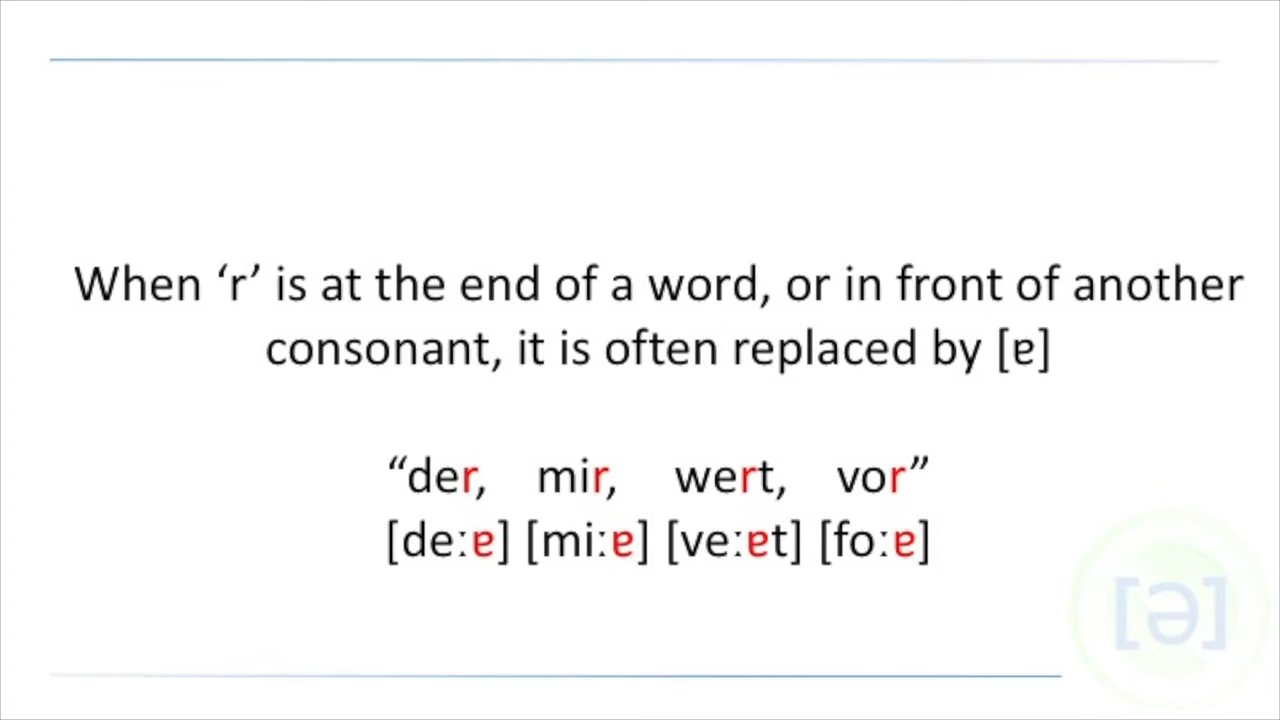 When ‘r’ is at the end of a word, or in front of another
consonant, it is often replaced by [ɐ]
“der, mir, wert, vor”
[deːɐ] [miːɐ] [veːɐt] [foːɐ]
[ə]